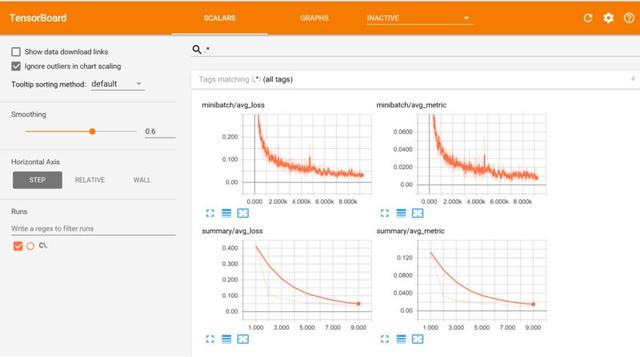 TensorBoard SCALARS GRAPHS INACTIVE
Show data download links
Ignore outliers in chart scaling
Tooltip sorting method: default
Smoothing
0.6
Horizontal Axis
STEP RELATIVE WALL
Runs
Write a regex to filter runs
C\.
.*
Tags matching /.*/ (all tags) 4
minibatch/avg_loss
0.200
0.100
0.00
0.000 2.000k 4.000k 6.000k 8.000k
minibatch/avg_metric
0.0600
0.0400
0.0200
0.00
0.000 2.000k 4.000k 6.000k 8.000k
summary/avg_loss
0.400
0.300
0.200
0.100
0.00
1.000 3.000 5.000 7.000 9.000
summary/avg_metric
0.120
0.0800
0.0400
0.00
1.000 3.000 5.000 7.000 9.000